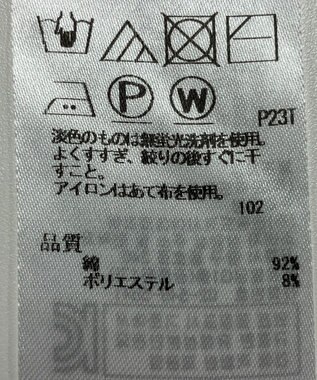 P
W
P23T
淡色のものは無蛍光洗剤を使用。
よくすすぎ、絞りの後すぐに干
すこと。
アイロンはあて布を使用。
102
品質
綿 92%
ポリエステル 8%